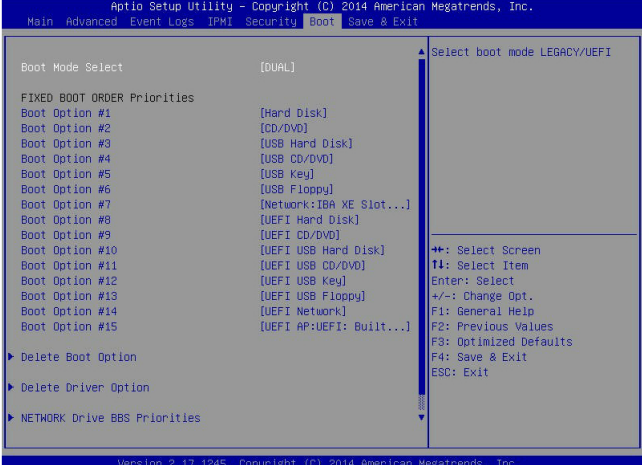 Aptio Setup Utility – Copyright (C) 2014 American Megatrends, Inc.
Main Advanced Event Logs IPMI Security Boot Save & Exit
Boot Mode Select [DUAL]
FIXED BOOT ORDER Priorities
Boot Option #1 [Hard Disk]
Boot Option #2 [CD/DVD]
Boot Option #3 [USB Hard Disk]
Boot Option #4 [USB CD/DVD]
Boot Option #5 [USB Key]
Boot Option #6 [USB Floppy]
Boot Option #7 [Network:IBA XE Slot...]
Boot Option #8 [UEFI Hard Disk]
Boot Option #9 [UEFI CD/DVD]
Boot Option #10 [UEFI USB Hard Disk]
Boot Option #11 [UEFI USB CD/DVD]
Boot Option #12 [UEFI USB Key]
Boot Option #13 [UEFI USB Floppy]
Boot Option #14 [UEFI Network]
Boot Option #15 [UEFI AP:UEFI: Built...]
Delete Boot Option
Delete Driver Option
NETWORK Drive BBS Priorities
Select boot mode LEGACY/UEFI
→←: Select Screen
↑↓: Select Item
Enter: Select
+/-: Change Opt.
F1: General Help
F2: Previous Values
F3: Optimized Defaults
F4: Save & Exit
ESC: Exit
Version 2.17.1245. Copyright (C) 2014 American Megatrends, Inc.